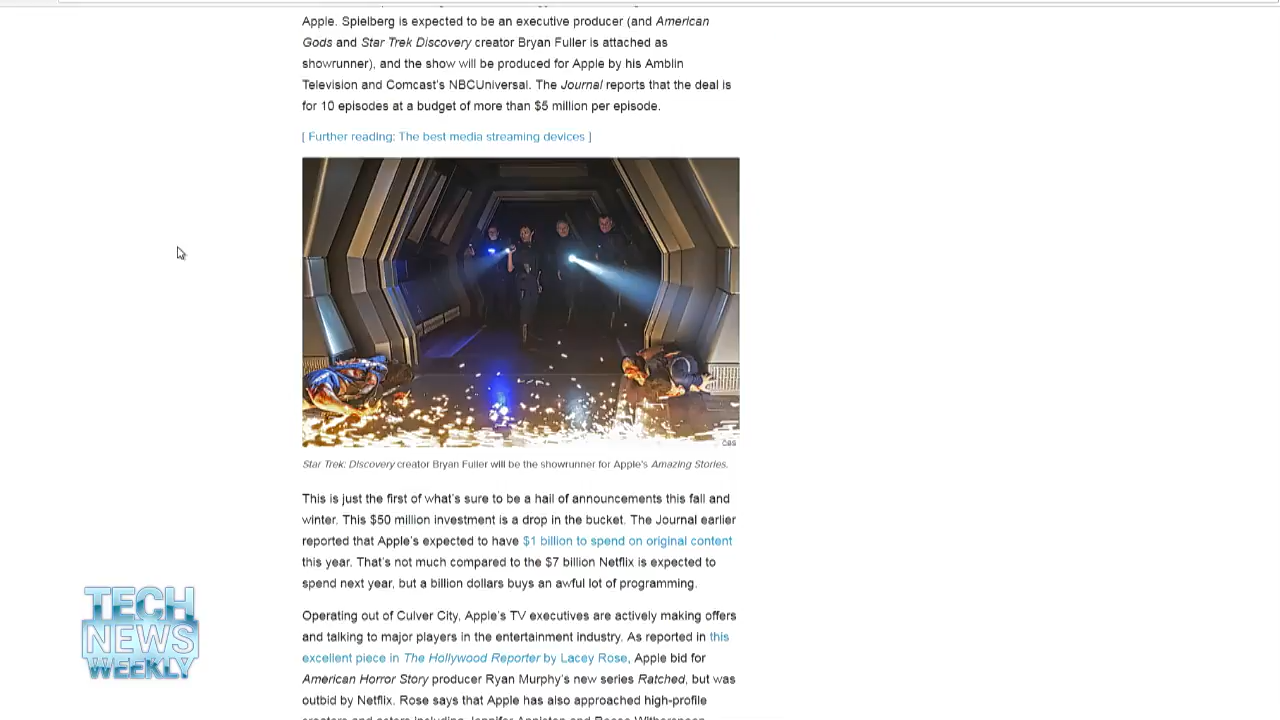 Apple. Spielberg is expected to be an executive producer (and American
Gods and Star Trek Discovery creator Bryan Fuller is attached as
showrunner), and the show will be produced for Apple by his Amblin
Television and Comcast's NBCUniversal. The Journal reports that the deal is
for 10 episodes at a budget of more than $5 million per episode.
[ Further reading: The best media streaming devices ]
CBS
Star Trek: Discovery creator Bryan Fuller will be the showrunner for Apple's Amazing Stories.
This is just the first of what's sure to be a hail of announcements this fall and
winter. This $50 million investment is a drop in the bucket. The Journal earlier
reported that Apple's expected to have $1 billion to spend on original content
this year. That's not much compared to the $7 billion Netflix is expected to
spend next year, but a billion dollars buys an awful lot of programming.
TECH
NEWS
WEEKLY
Operating out of Culver City, Apple's TV executives are actively making offers
and talking to major players in the entertainment industry. As reported in this
excellent piece in The Hollywood Reporter by Lacey Rose, Apple bid for
American Horror Story producer Ryan Murphy's new series Ratched, but was
outbid by Netflix. Rose says that Apple has also approached high-profile
creators and actors including Jennifer Anniston and Reese Witherspoon